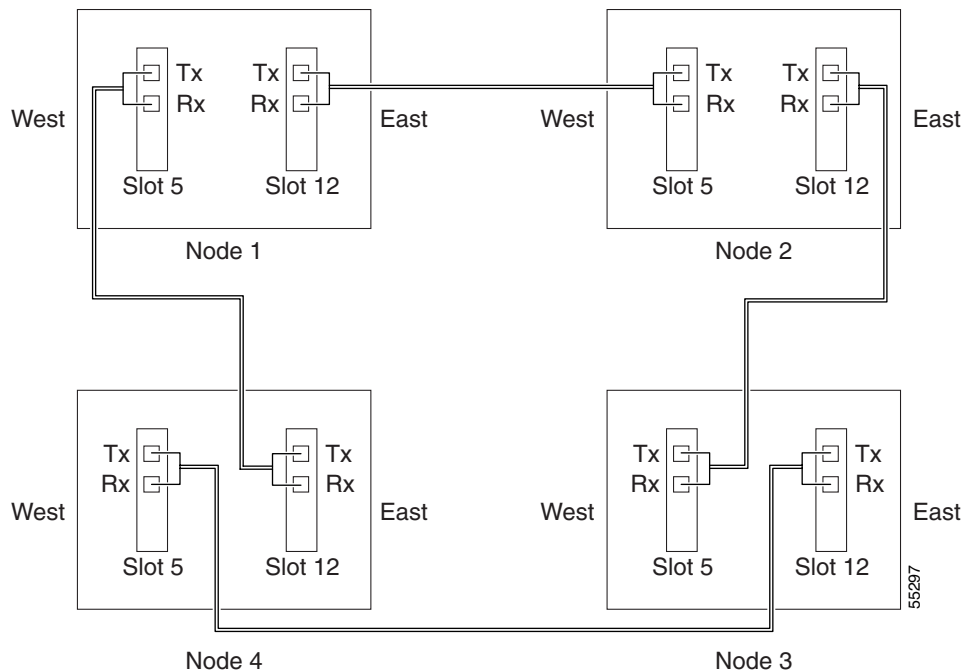 Tx Tx Tx Tx
Rx Rx Rx Rx
West East West East
Slot 5 Slot 12 Slot 5 Slot 12
Node 1 Node 2
Tx Tx Tx Tx
Rx Rx Rx Rx
West East West East
Slot 5 Slot 12 Slot 5 Slot 12
55297
Node 4 Node 3